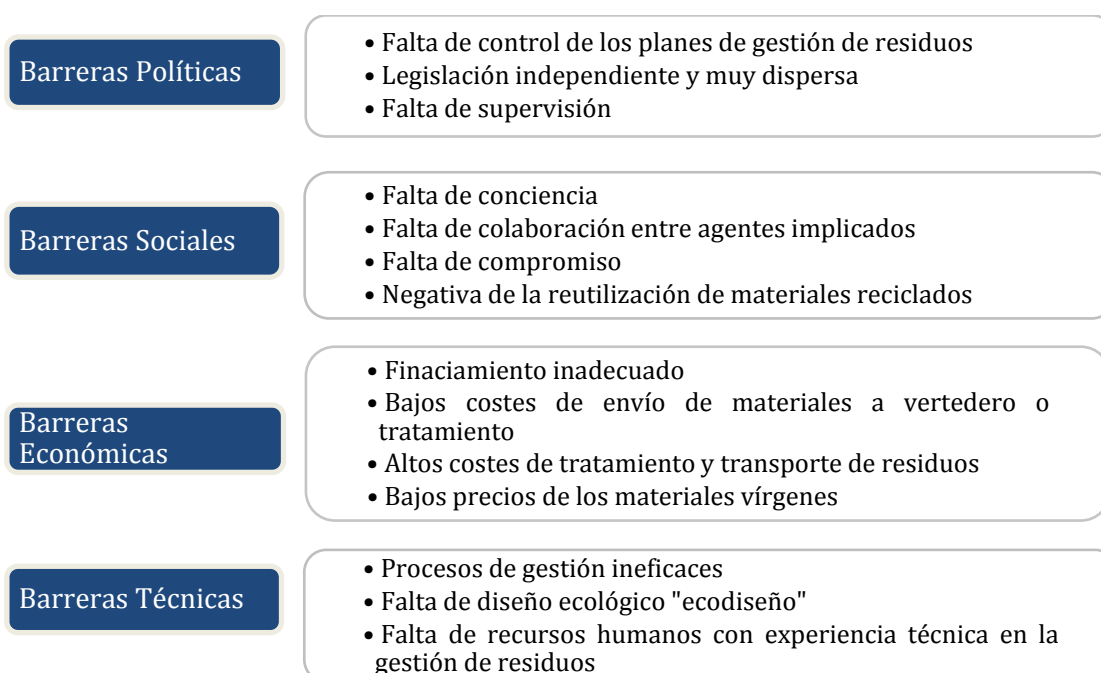 Barreras Políticas
• Falta de control de los planes de gestión de residuos
• Legislación independiente y muy dispersa
• Falta de supervisión
Barreras Sociales
• Falta de conciencia
• Falta de colaboración entre agentes implicados
• Falta de compromiso
• Negativa de la reutilización de materiales reciclados
Barreras
Económicas
• Finaciamiento inadecuado
• Bajos costes de envío de materiales a vertedero o
tratamiento
• Altos costes de tratamiento y transporte de residuos
• Bajos precios de los materiales vírgenes
Barreras Técnicas
• Procesos de gestión ineficaces
• Falta de diseño ecológico "ecodiseño"
• Falta de recursos humanos con experiencia técnica en la
gestión de residuos